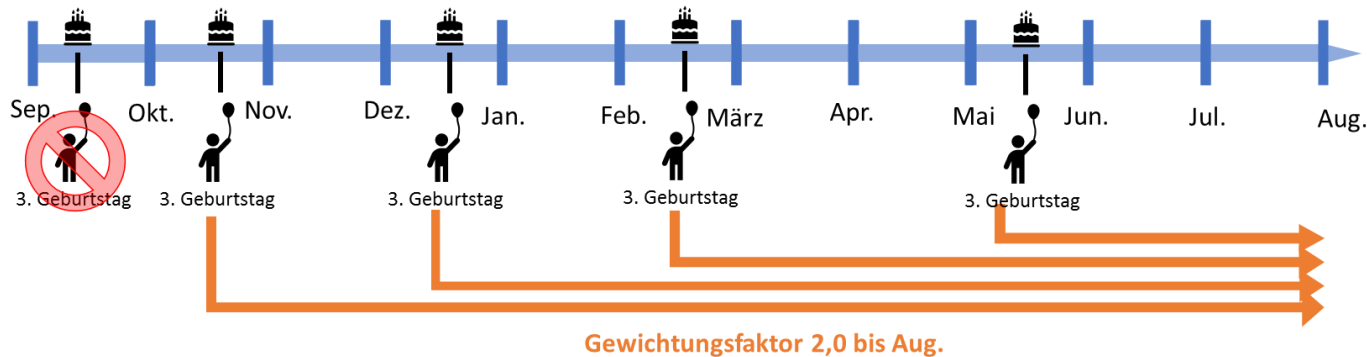 Sep. Okt. Nov. Dez. Jan. Feb. März Apr. Mai Jun. Jul. Aug.
3. Geburtstag 3. Geburtstag 3. Geburtstag 3. Geburtstag 3. Geburtstag
Gewichtungsfaktor 2,0 bis Aug.